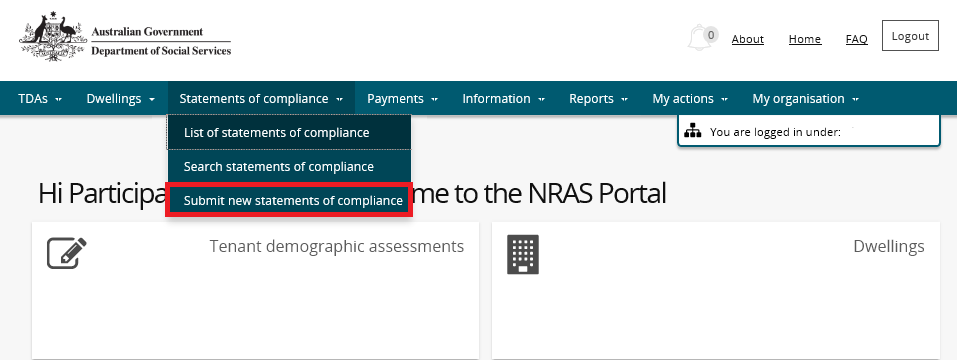 Australian Government
Department of Social Services
0
About Home FAQ Logout
TDAs Dwellings Statements of compliance Payments Information Reports My actions My organisation
List of statements of compliance
You are logged in under:
Search statements of compliance
Submit new statements of compliance
Hi Participa me to the NRAS Portal
Tenant demographic assessments
Dwellings